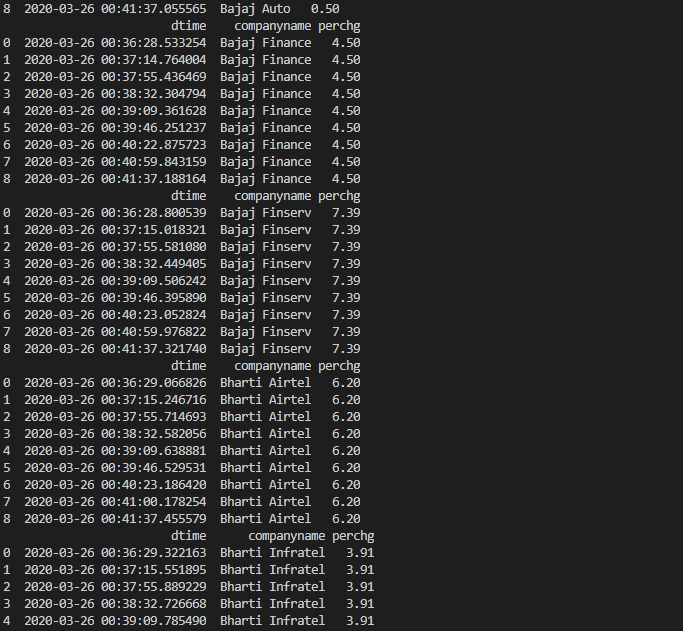 8  2020-03-26 00:41:37.055565  Bajaj Auto   0.50
                        dtime    companyname perchg
0  2020-03-26 00:36:28.533254  Bajaj Finance   4.50
1  2020-03-26 00:37:14.764004  Bajaj Finance   4.50
2  2020-03-26 00:37:55.436469  Bajaj Finance   4.50
3  2020-03-26 00:38:32.304794  Bajaj Finance   4.50
4  2020-03-26 00:39:09.361628  Bajaj Finance   4.50
5  2020-03-26 00:39:46.251237  Bajaj Finance   4.50
6  2020-03-26 00:40:22.875723  Bajaj Finance   4.50
7  2020-03-26 00:40:59.843159  Bajaj Finance   4.50
8  2020-03-26 00:41:37.188164  Bajaj Finance   4.50
                        dtime    companyname perchg
0  2020-03-26 00:36:28.800539  Bajaj Finserv   7.39
1  2020-03-26 00:37:15.018321  Bajaj Finserv   7.39
2  2020-03-26 00:37:55.581080  Bajaj Finserv   7.39
3  2020-03-26 00:38:32.449405  Bajaj Finserv   7.39
4  2020-03-26 00:39:09.506242  Bajaj Finserv   7.39
5  2020-03-26 00:39:46.395890  Bajaj Finserv   7.39
6  2020-03-26 00:40:23.052824  Bajaj Finserv   7.39
7  2020-03-26 00:40:59.976822  Bajaj Finserv   7.39
8  2020-03-26 00:41:37.321740  Bajaj Finserv   7.39
                        dtime    companyname perchg
0  2020-03-26 00:36:29.066826  Bharti Airtel   6.20
1  2020-03-26 00:37:15.246716  Bharti Airtel   6.20
2  2020-03-26 00:37:55.714693  Bharti Airtel   6.20
3  2020-03-26 00:38:32.582056  Bharti Airtel   6.20
4  2020-03-26 00:39:09.638881  Bharti Airtel   6.20
5  2020-03-26 00:39:46.529531  Bharti Airtel   6.20
6  2020-03-26 00:40:23.186420  Bharti Airtel   6.20
7  2020-03-26 00:41:00.178254  Bharti Airtel   6.20
8  2020-03-26 00:41:37.455579  Bharti Airtel   6.20
                        dtime      companyname perchg
0  2020-03-26 00:36:29.322163  Bharti Infratel   3.91
1  2020-03-26 00:37:15.551895  Bharti Infratel   3.91
2  2020-03-26 00:37:55.889229  Bharti Infratel   3.91
3  2020-03-26 00:38:32.726668  Bharti Infratel   3.91
4  2020-03-26 00:39:09.785490  Bharti Infratel   3.91